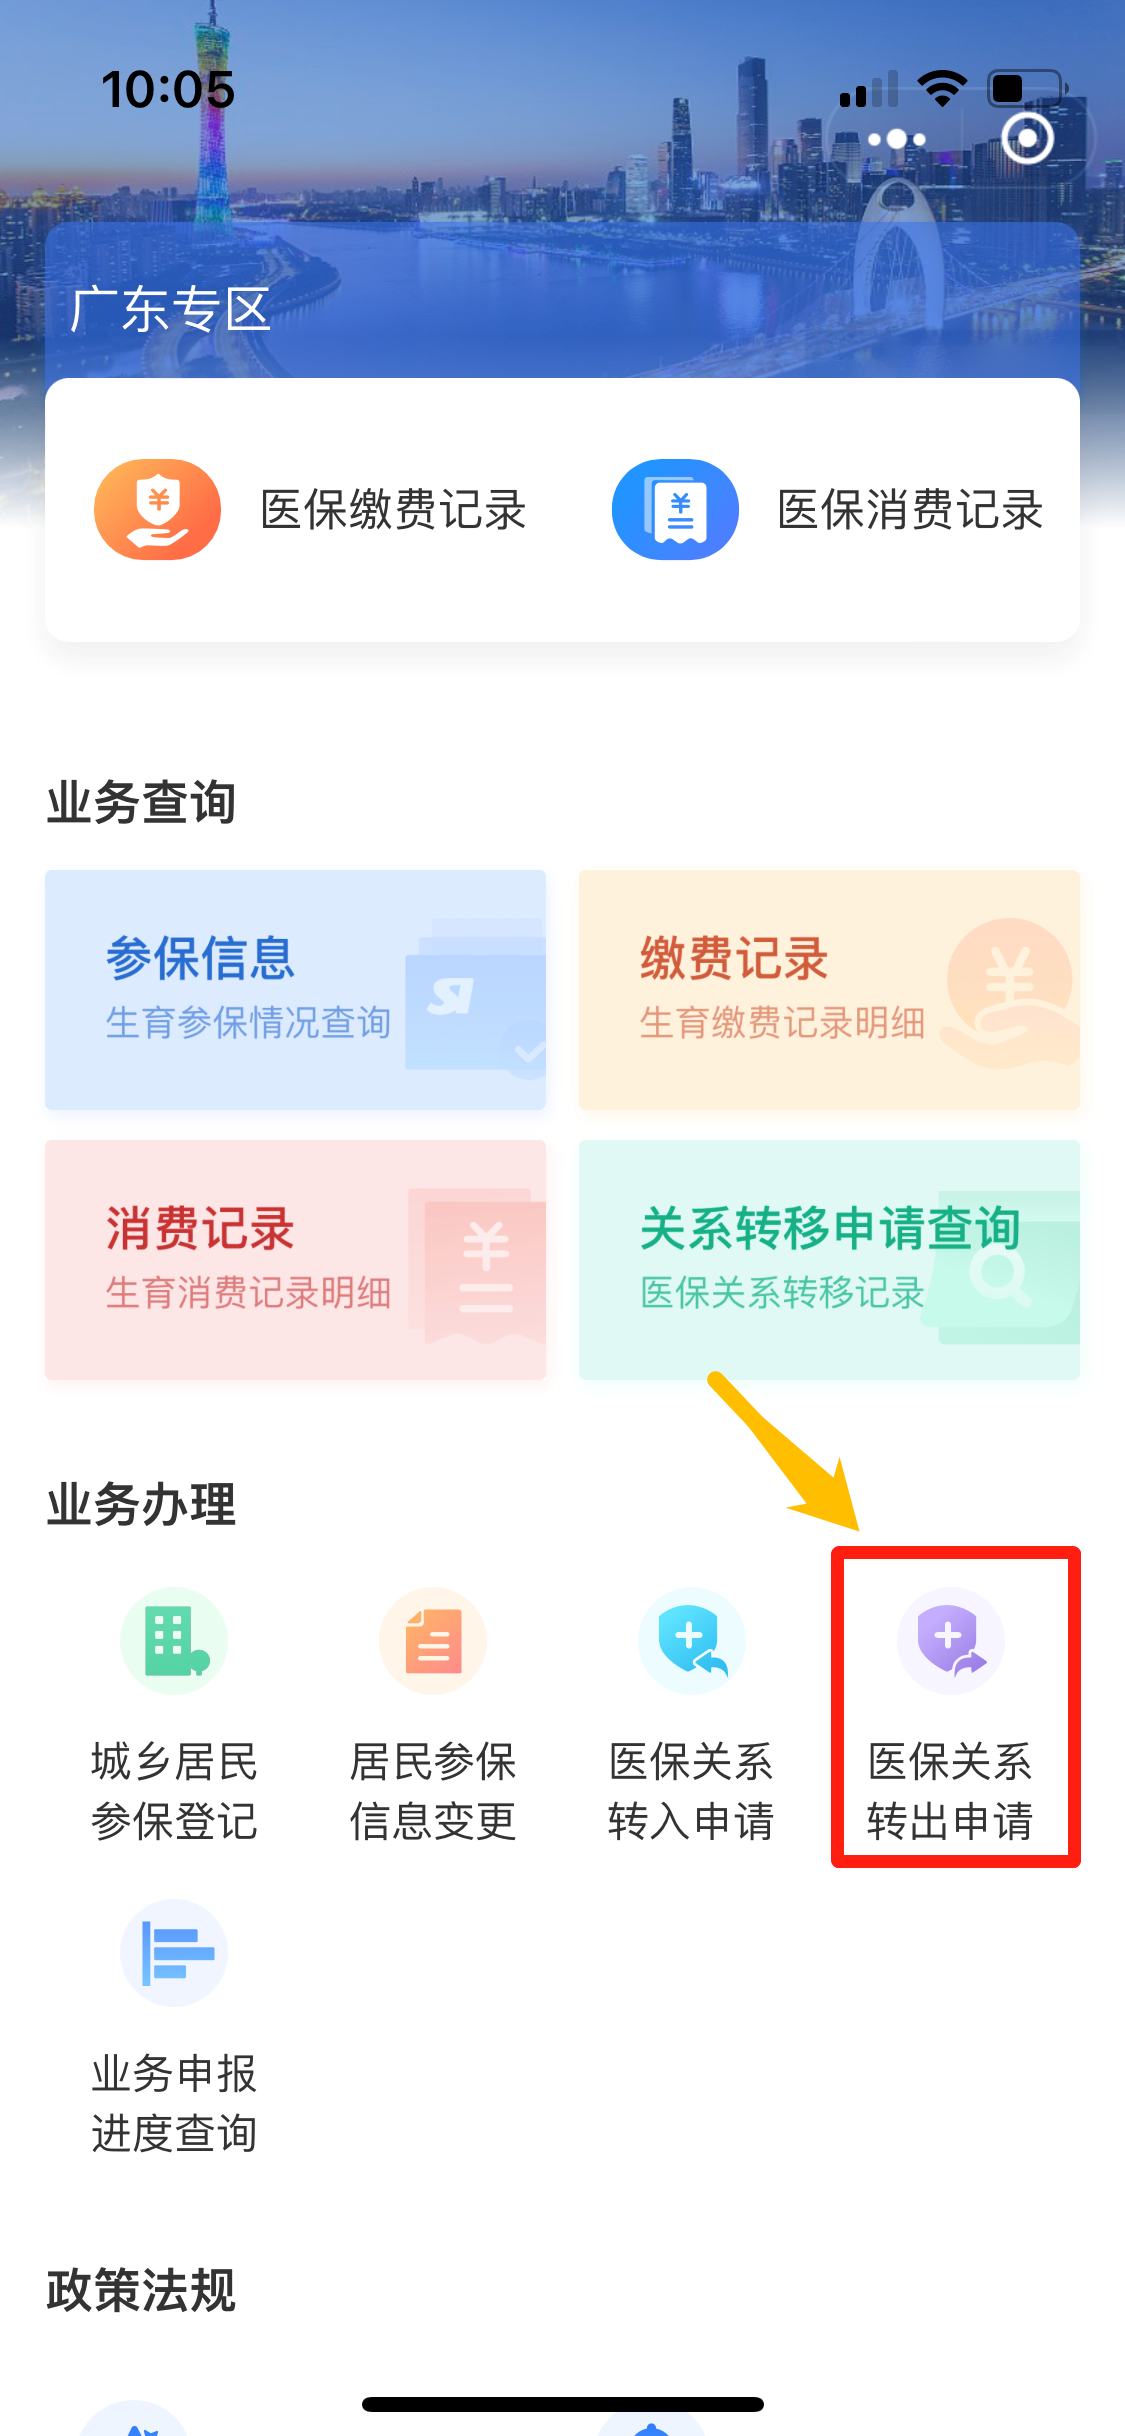 10:05
广东专区
医保缴费记录
医保消费记录
业务查询
参保信息
生育参保情况查询
缴费记录
生育缴费记录明细
消费记录
生育消费记录明细
关系转移申请查询
医保关系转移记录
业务办理
城乡居民
参保登记
居民参保
信息变更
医保关系
转入申请
医保关系
转出申请
业务申报
进度查询
政策法规